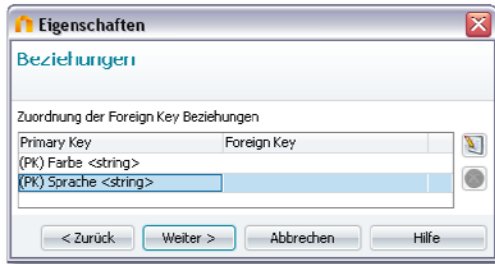 Eigenschaften
Beziehungen
Zuordnung der Foreign Key Beziehungen
Primary Key Foreign Key
(PK) Farbe <string>
(PK) Sprache <string>
< Zurück Weiter > Abbrechen Hilfe